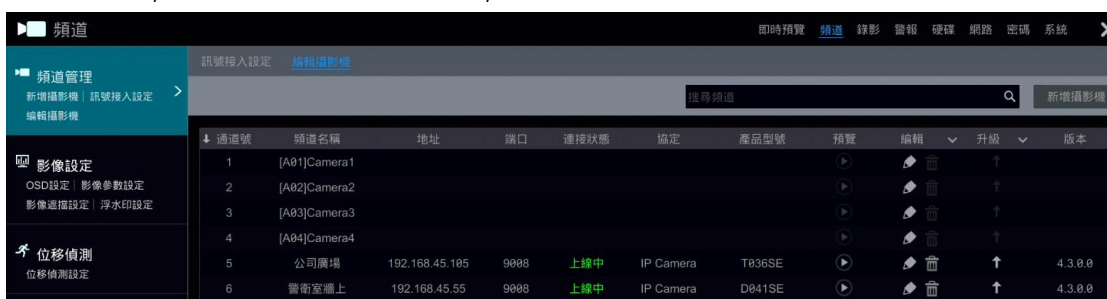 頻道
即時預覽 頻道 錄影 警報 硬碟 網路 密碼 系統
頻道管理
新增攝影機 | 訊號接入設定
編輯攝影機
影像設定
OSD設定 | 影像參數設定
影像遮擋設定 | 浮水印設定
位移偵測
位移偵測設定
訊號接入設定 編輯攝影機
搜尋頻道 新增攝影機
通道號 頻道名稱 地址 端口 連接狀態 協定 產品型號 預覽 編輯 升級 版本
1 [A01]Camera1
2 [A02]Camera2
3 [A03]Camera3
4 [A04]Camera4
5 公司廣場 192.168.45.105 9008 上線中 IP Camera T036SE 4.3.0.0
6 警衛室牆上 192.168.45.55 9008 上線中 IP Camera D041SE 4.3.0.0